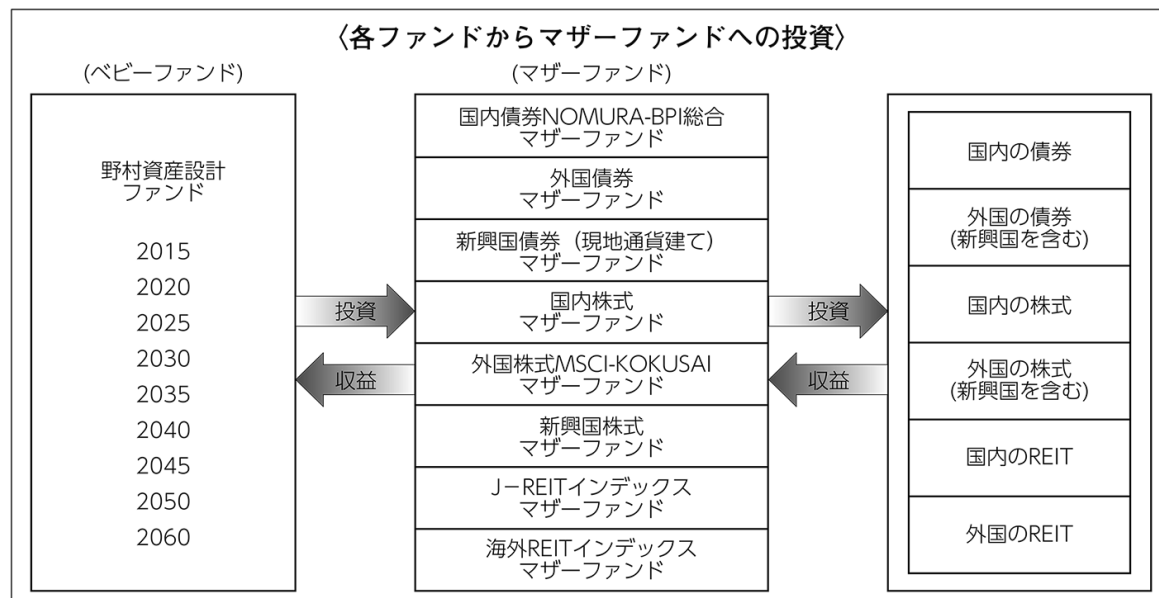 〈各ファンドからマザーファンドへの投資〉
(ベビーファンド)
野村資産設計
ファンド
2015
2020
2025
2030
2035
2040
2045
2050
2060
投資
収益
(マザーファンド)
国内債券NOMURA-BPI総合
マザーファンド
外国債券
マザーファンド
新興国債券（現地通貨建て）
マザーファンド
国内株式
マザーファンド
外国株式MSCI-KOKUSAI
マザーファンド
新興国株式
マザーファンド
J－REITインデックス
マザーファンド
海外REITインデックス
マザーファンド
投資
収益
国内の債券
外国の債券
(新興国を含む)
国内の株式
外国の株式
(新興国を含む)
国内のREIT
外国のREIT